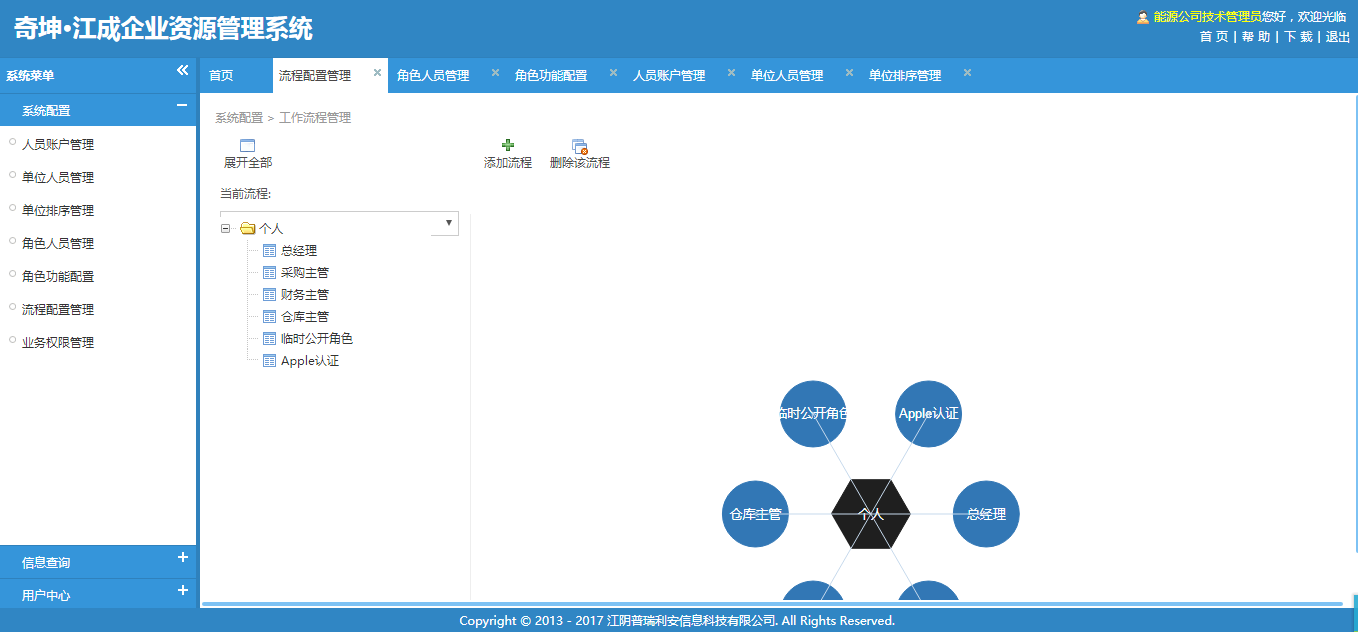 奇坤•江成企业资源管理系统
能源公司技术管理员您好，欢迎光临
首 页 | 帮 助 | 下 载 | 退出
系统菜单
首页 流程配置管理 角色人员管理 角色功能配置 人员账户管理 单位人员管理 单位排序管理
系统配置
人员账户管理
单位人员管理
单位排序管理
角色人员管理
角色功能配置
流程配置管理
业务权限管理
信息查询
用户中心
系统配置 > 工作流程管理
展开全部
添加流程
删除该流程
当前流程:
个人
总经理
采购主管
财务主管
仓库主管
临时公开角色
Apple认证
临时公开角色
Apple认证
仓库主管
个人
总经理
Copyright © 2013 - 2017 江阴普瑞利安信息科技有限公司. All Rights Reserved.